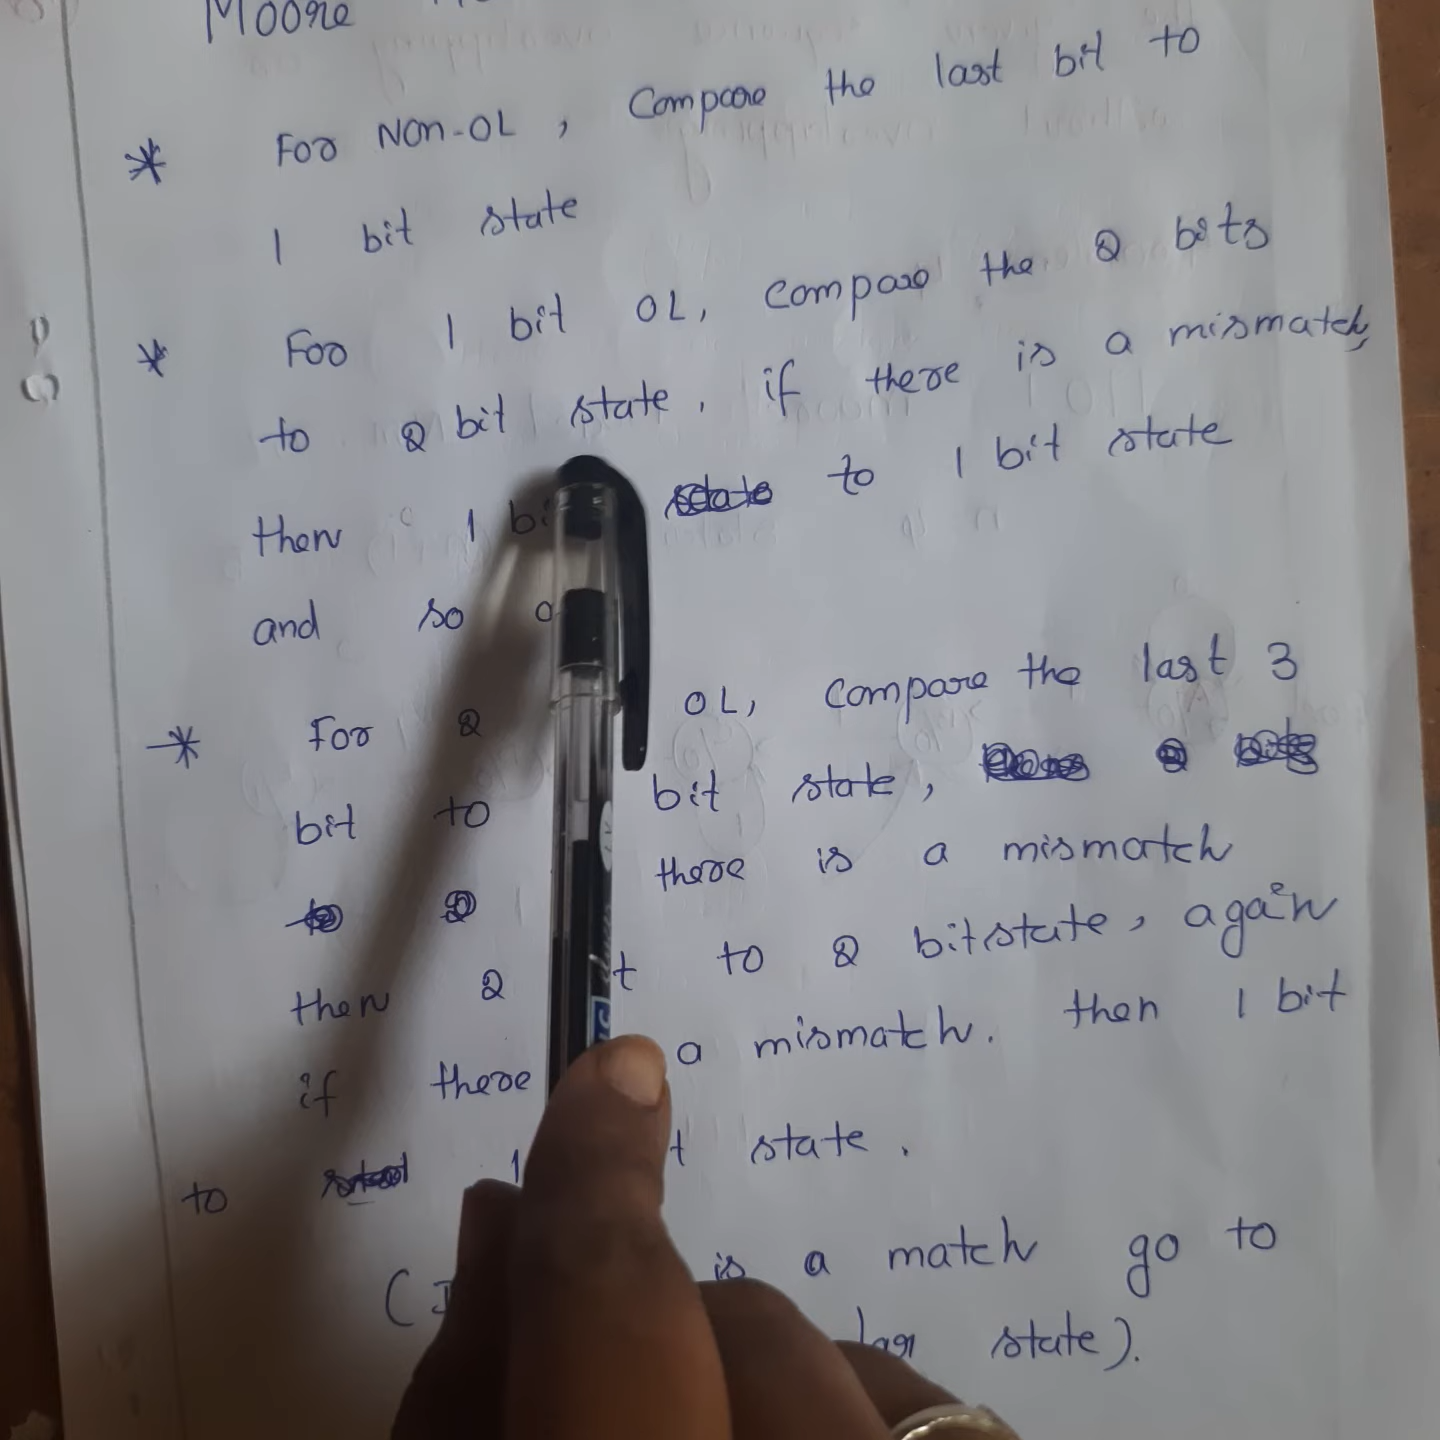 Moore
* For NON-OL, Compare the last bit to
1 bit state
* For 1 bit OL, Compare the 2 bits
to 2 bit state, if there is a mismatch,
then 1 to 1 bit state
and so
* For 2 OL, Compare the last 3
bit to bit state,
there is a mismatch
then 2 to 2 bit state, again
if there a mismatch. then 1 bit
to 1 state.
is a match go to
state).